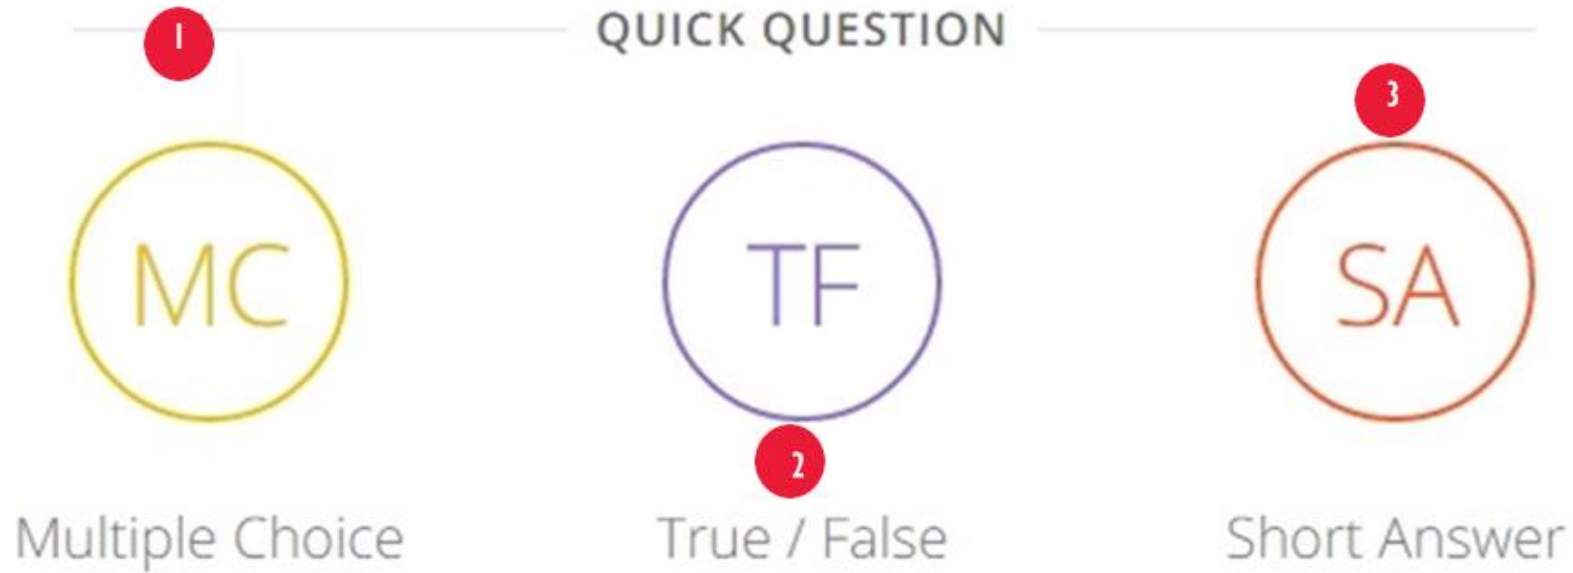 1
QUICK QUESTION
3
MC
TF
SA
2
Multiple Choice
True / False
Short Answer